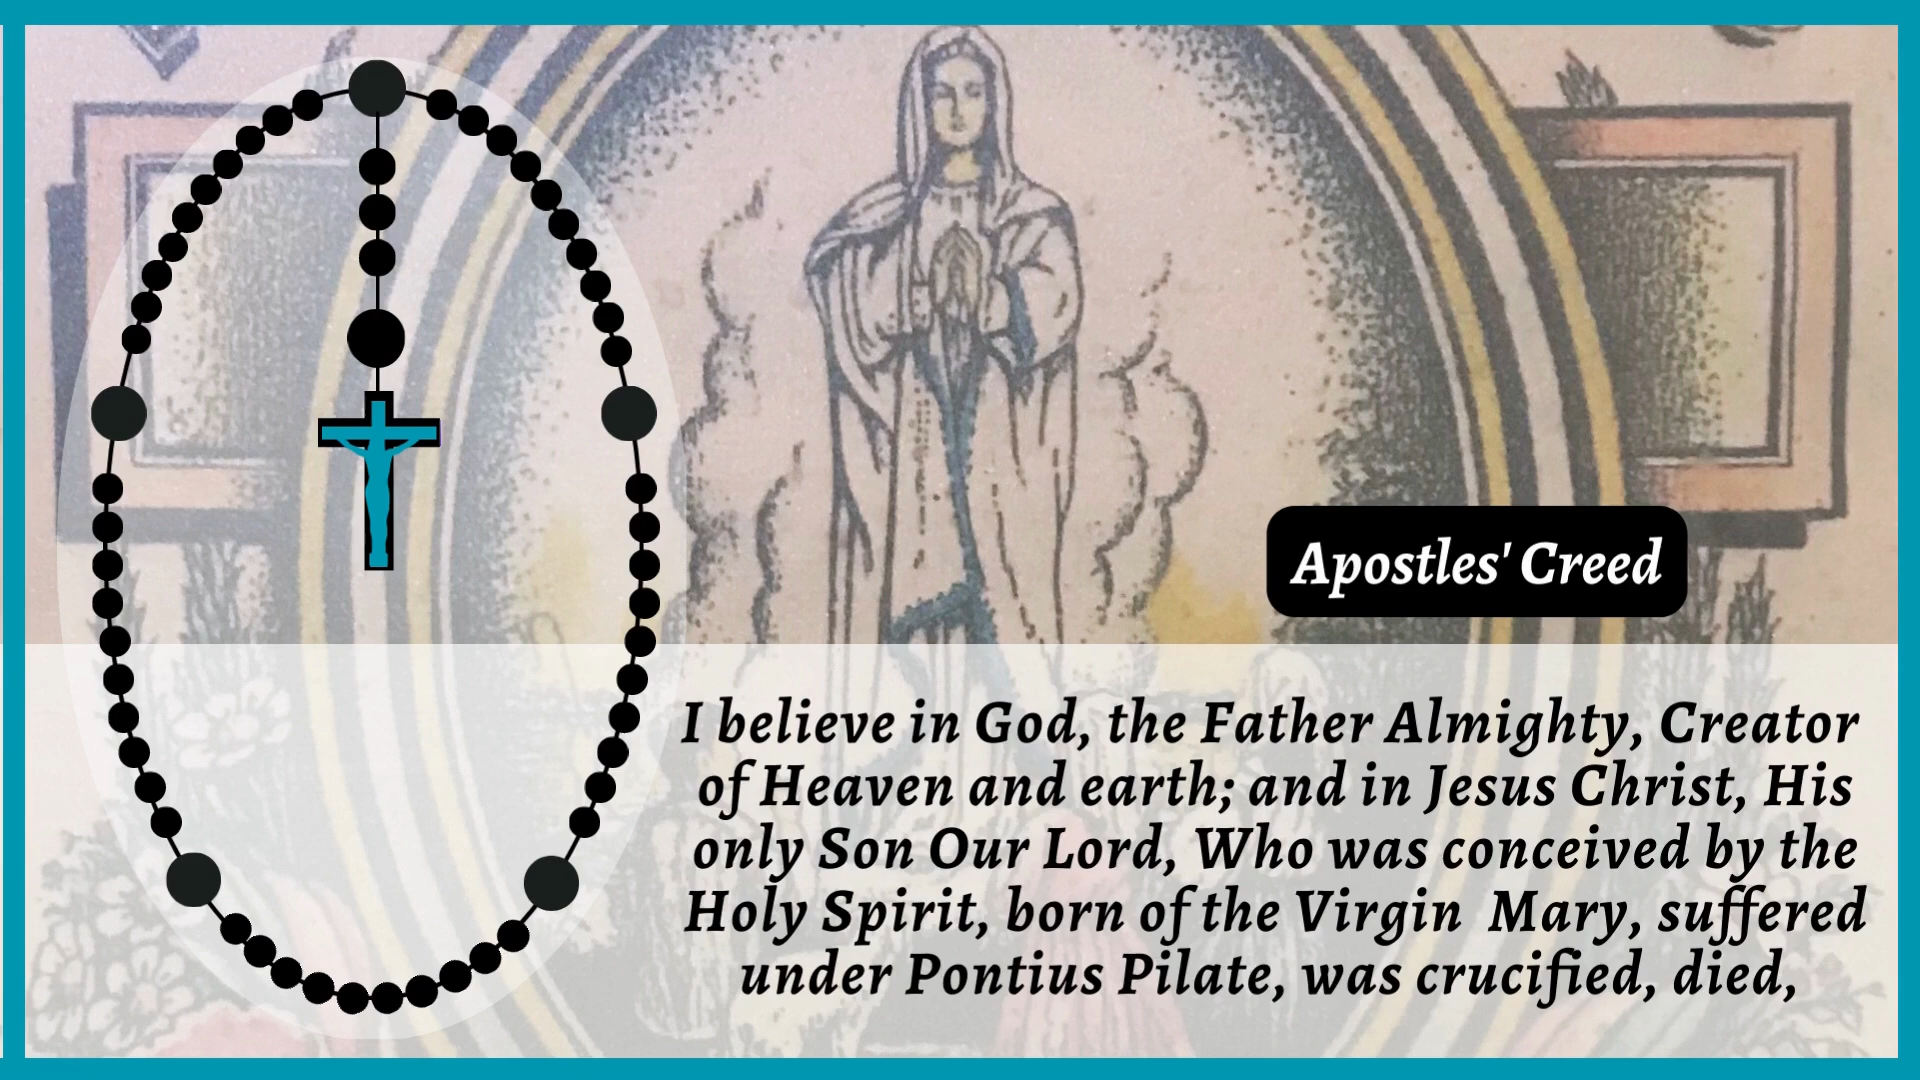 Apostles' Creed
I believe in God, the Father Almighty, Creator
of Heaven and earth; and in Jesus Christ, His
only Son Our Lord, Who was conceived by the
Holy Spirit, born of the Virgin  Mary, suffered
under Pontius Pilate, was crucified, died,